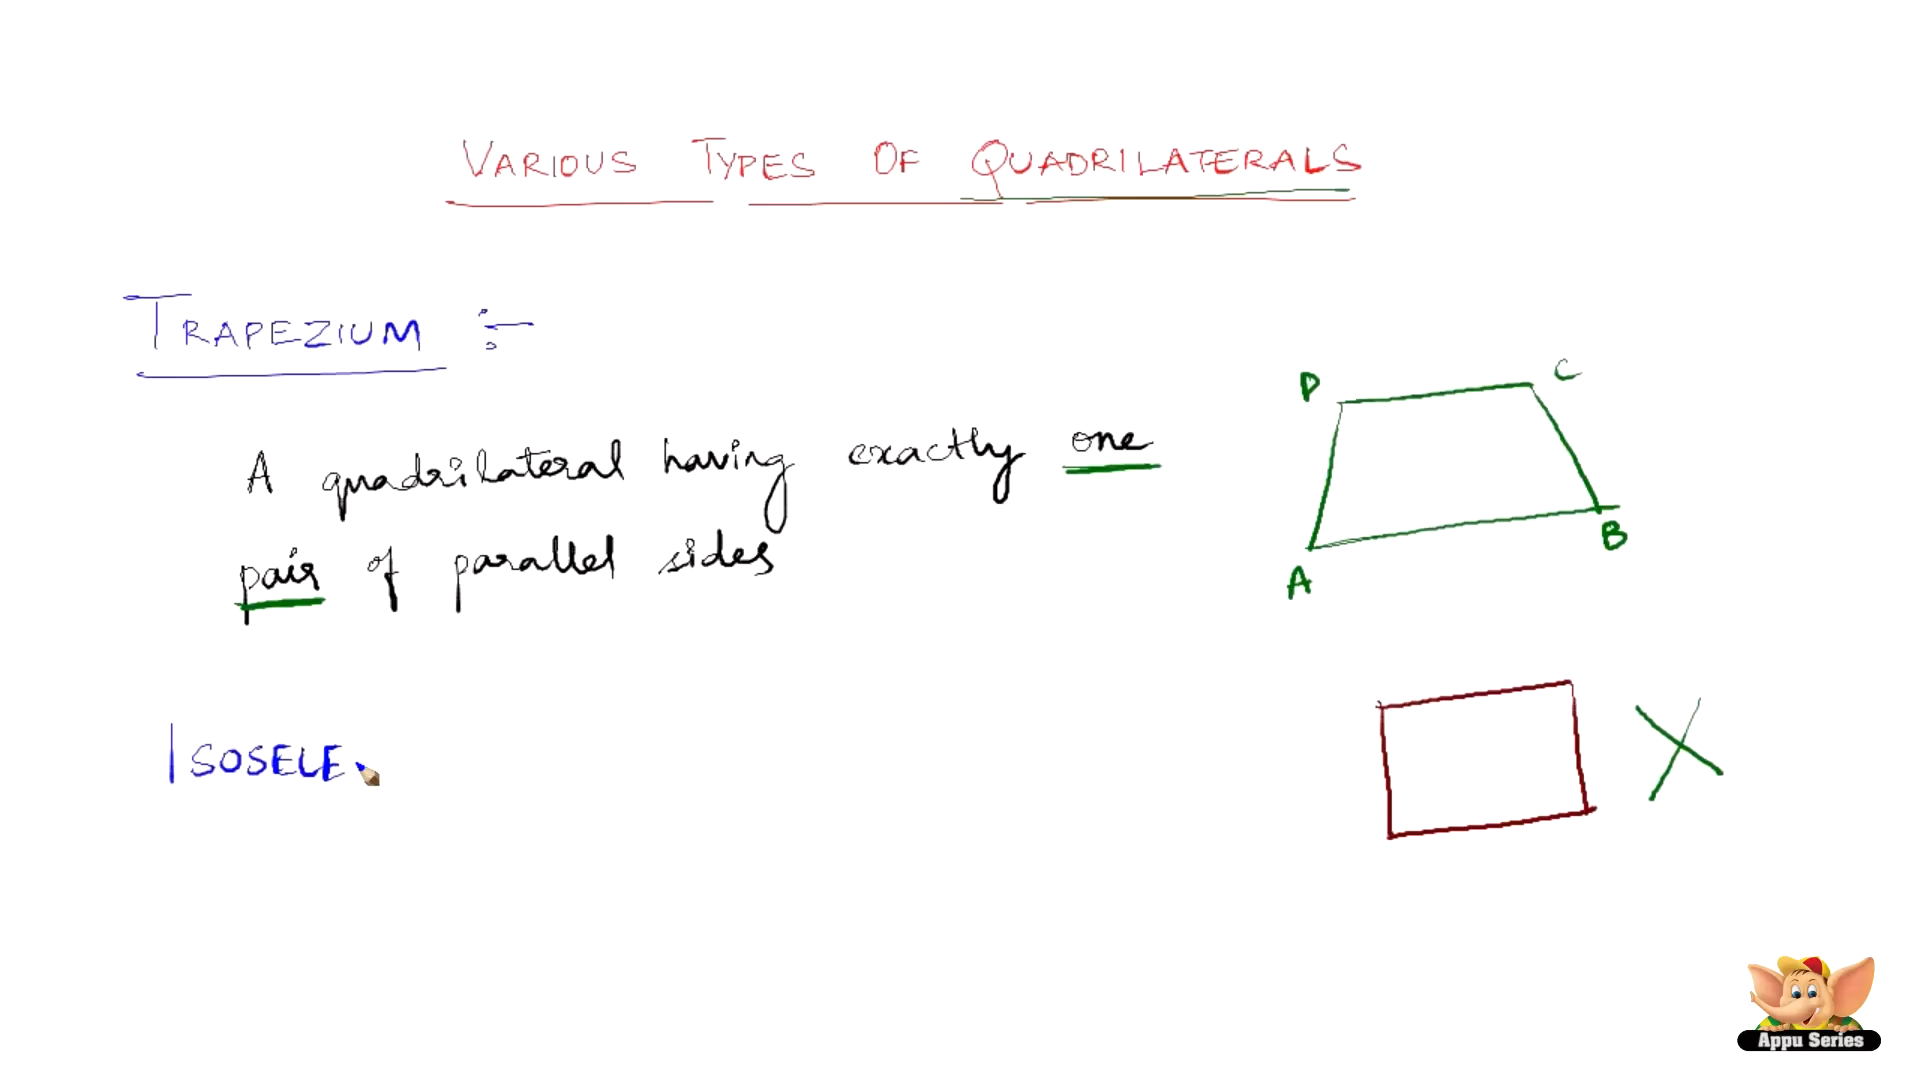 VARIOUS TYPES OF QUADRILATERALS
TRAPEZIUM :-
A quadrilateral having exactly one
pair of parallel sides
D C
A B
ISOSELE
Appu Series